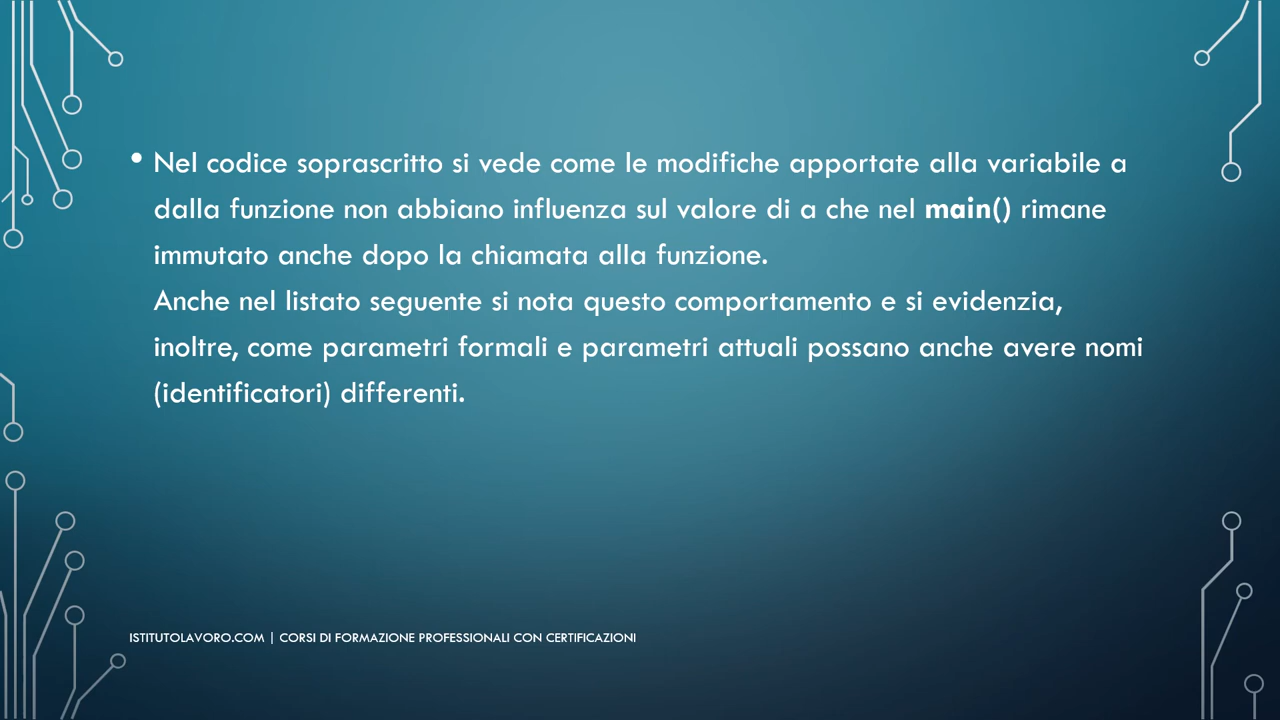 • Nel codice soprascritto si vede come le modifiche apportate alla variabile a
dalla funzione non abbiano influenza sul valore di a che nel main() rimane
immutato anche dopo la chiamata alla funzione.
Anche nel listato seguente si nota questo comportamento e si evidenzia,
inoltre, come parametri formali e parametri attuali possano anche avere nomi
(identificatori) differenti.
ISTITUTOLAVORO.COM | CORSI DI FORMAZIONE PROFESSIONALI CON CERTIFICAZIONI